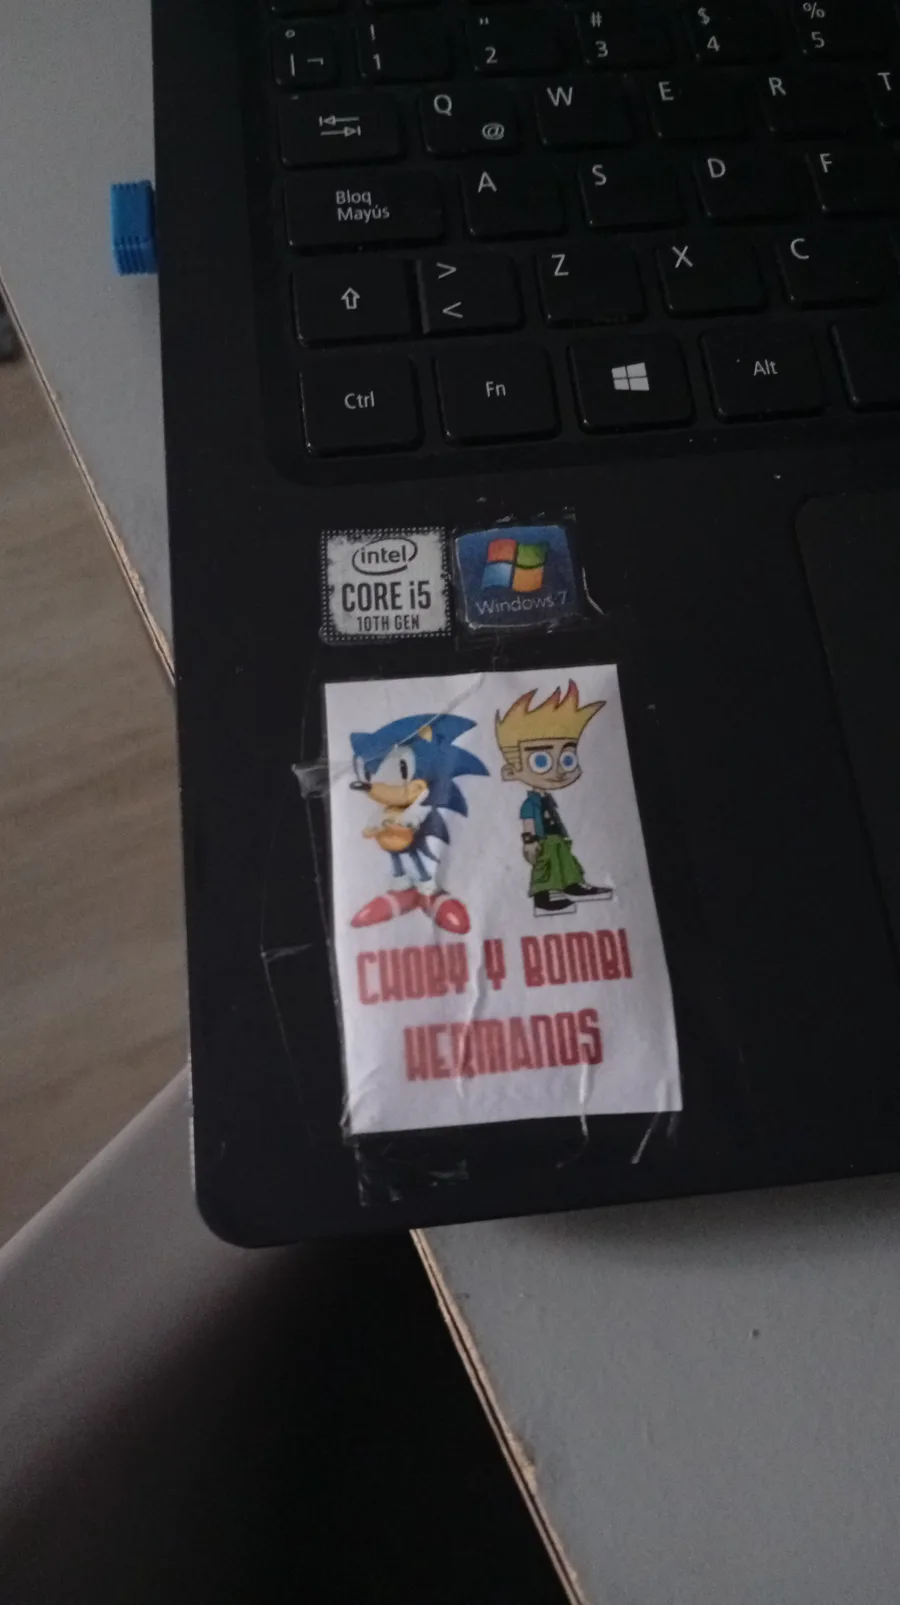 ° ! " # $ %
| ¬ 1 2 3 4 5
Q @ W E R T
Bloq
Mayús
A S D F
> < Z X C
Ctrl Fn Alt
intel
CORE i5
10TH GEN
Windows 7
CHOBY Y BOMBI
HERMANOS